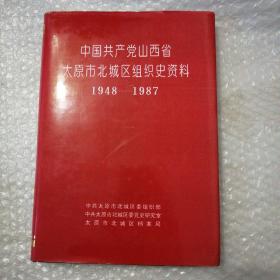 中国共产党山西省
太原市北城区组织史资料
1948—1987
中共太原市北城区委组织部
中共太原市北城区委党史研究室
太原市北城区档案局